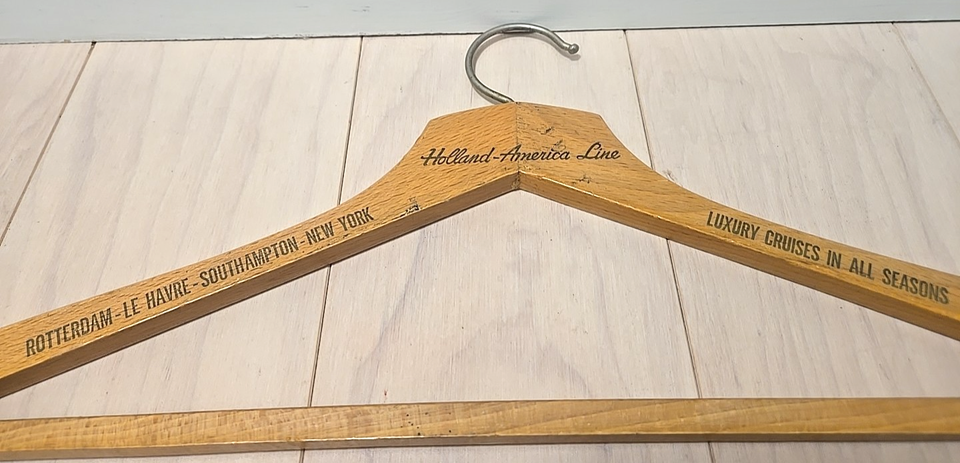 Holland-America Line
ROTTERDAM-LE HAVRE-SOUTHAMPTON-NEW YORK
LUXURY CRUISES IN ALL SEASONS